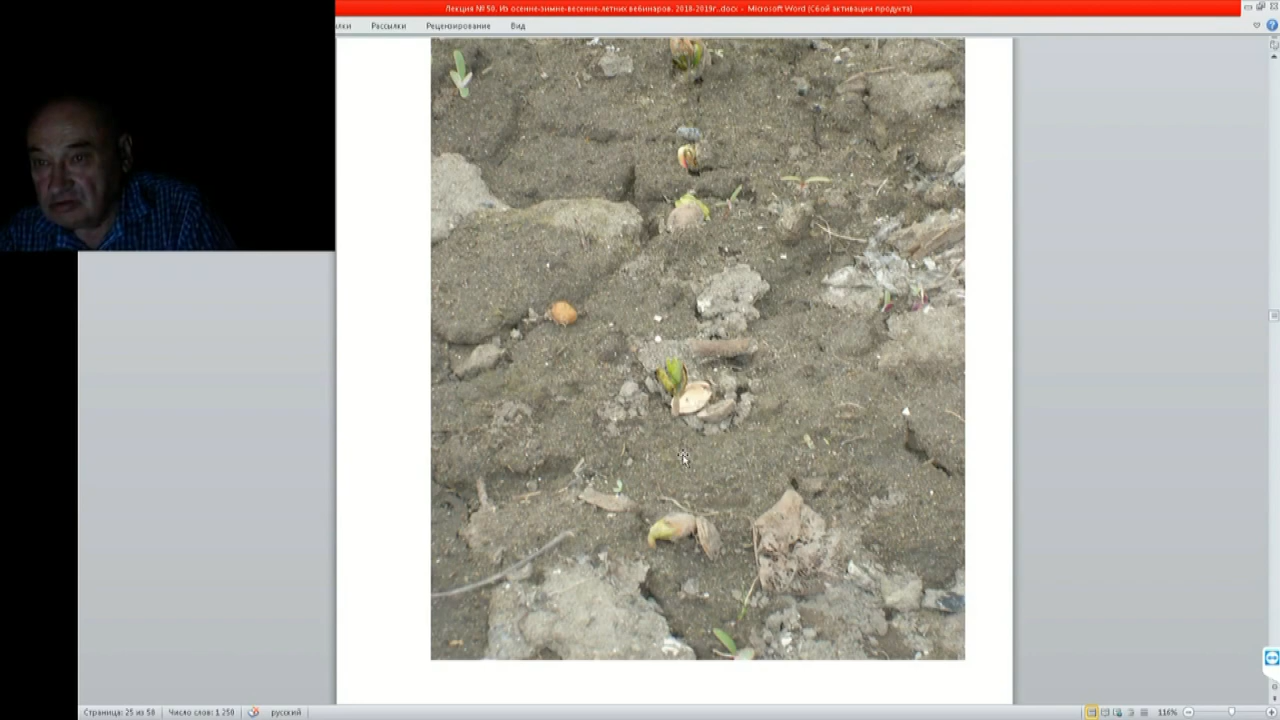 Лекция № 50. Из осенне-зимне-весенне-летних вебинаров. 2018-2019г..docx - Microsoft Word (Сбой активации продукта)
лки Рассылки Рецензирование Вид
Страница: 25 из 58 Число слов: 1 250 русский 116%